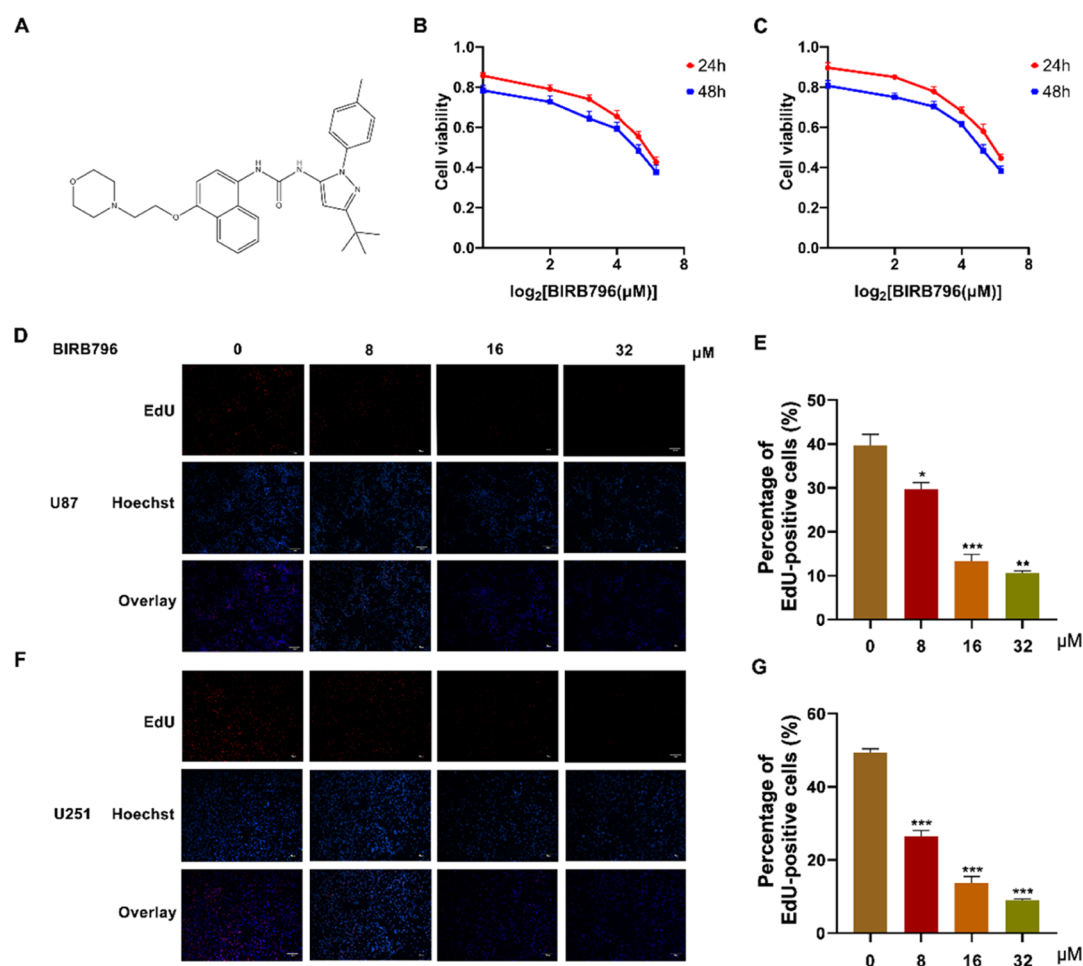 A
O
N
O
H
N
H
N
O
N
N
B
1.0
0.8
0.6
0.4
0.2
0.0
Cell viability
2
4
8
log₂[BIRB796(μM)]
24h
48h
C
1.0
0.8
0.6
0.4
0.2
0.0
Cell viability
2
4
8
log₂[BIRB796(μM)]
24h
48h
D
BIRB796 0 8 16 32 μM
EdU
U87 Hoechst
Overlay
E
Percentage of
EdU-positive cells (%)
50
40
30
20
10
0
*
***
**
0 8 16 32 μM
F
EdU
U251 Hoechst
Overlay
G
Percentage of
EdU-positive cells (%)
60
40
20
0
***
***
***
0 8 16 32 μM